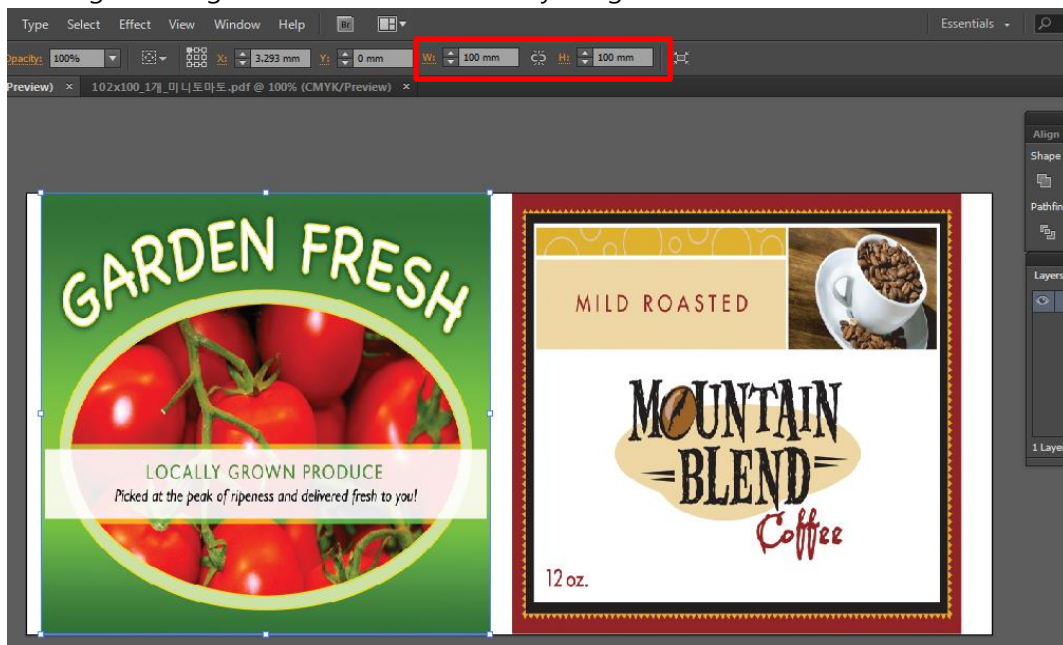 Type Select Effect View Window Help Br Essentials
Opacity: 100% X: 3.293 mm Y: 0 mm W: 100 mm H: 100 mm
Preview) × 102x100_1개_미니토마토.pdf @ 100% (CMYK/Preview) ×
Align
Shape
Pathfin
Layers
1 Laye
GARDEN FRESH
LOCALLY GROWN PRODUCE
Picked at the peak of ripeness and delivered fresh to you!
MILD ROASTED
MOUNTAIN
BLEND
Coffee
12 oz.